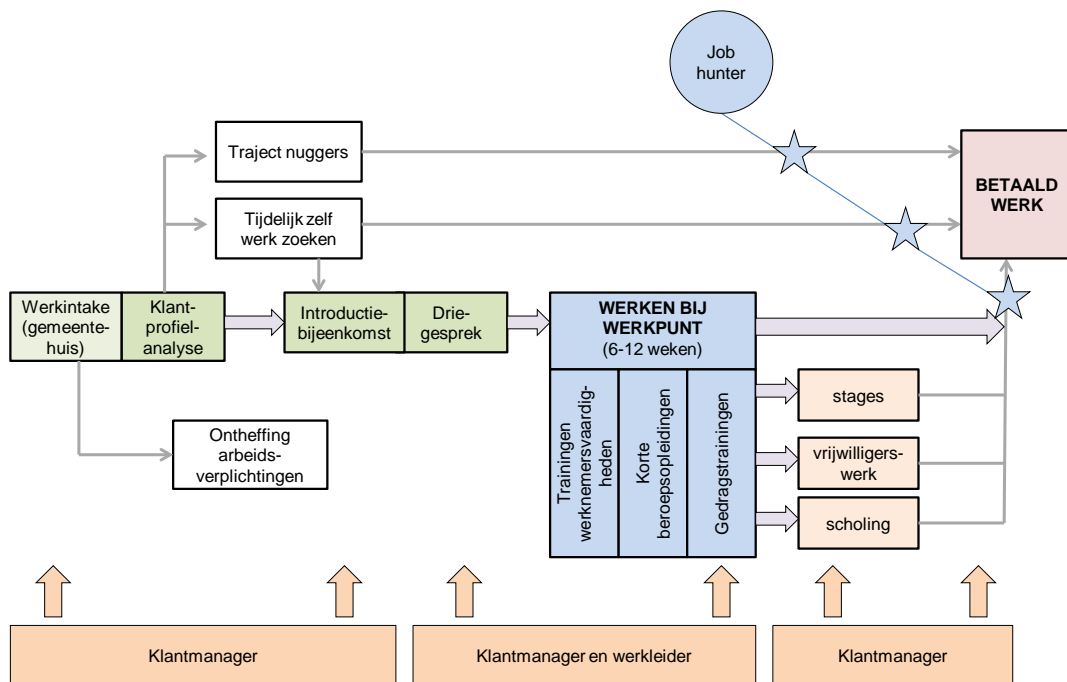 Job
hunter
Traject nuggers
BETAALD
WERK
Tijdelijk zelf
werk zoeken
Werkintake
(gemeente-
huis)
Klant-
profiel-
analyse
Introductie-
bijeenkomst
Drie-
gesprek
WERKEN BIJ
WERKPUNT
(6-12 weken)
Trainingen
werknemersvaardig-
heden
Korte
beroepsopleidingen
Gedragstrainingen
stages
vrijwilligers-
werk
scholing
Ontheffing
arbeids-
verplichtingen
Klantmanager
Klantmanager en werkleider
Klantmanager